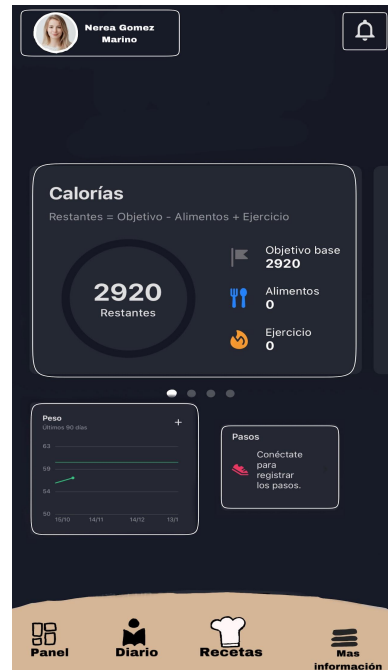 Nerea Gomez
Marino
Calorías
Restantes = Objetivo - Alimentos + Ejercicio
2920
Restantes
Objetivo base
2920
Alimentos
0
Ejercicio
0
Peso
Últimos 90 días
+
63
59
54
50
16/10 14/11 14/12 13/1
Pasos
Conéctate
para
registrar
los pasos.
Panel
Diario
Recetas
Mas
información